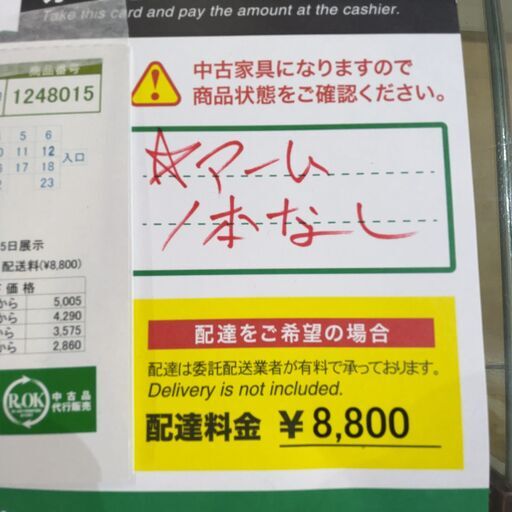 Take this card and pay the amount at the cashier.
商品番号
1248015
5 6
11 12 入口
17 18
23
5日展示
配送料(¥8,800)
価格
から 5,005
から 4,290
から 3,575
から 2,860
R.OK
中古品
代行販売
中古家具になりますので
商品状態をご確認ください。
☆アーム
1本なし
配達をご希望の場合
配達は委託配送業者が有料で承っております。
Delivery is not included.
配達料金 ¥8,800